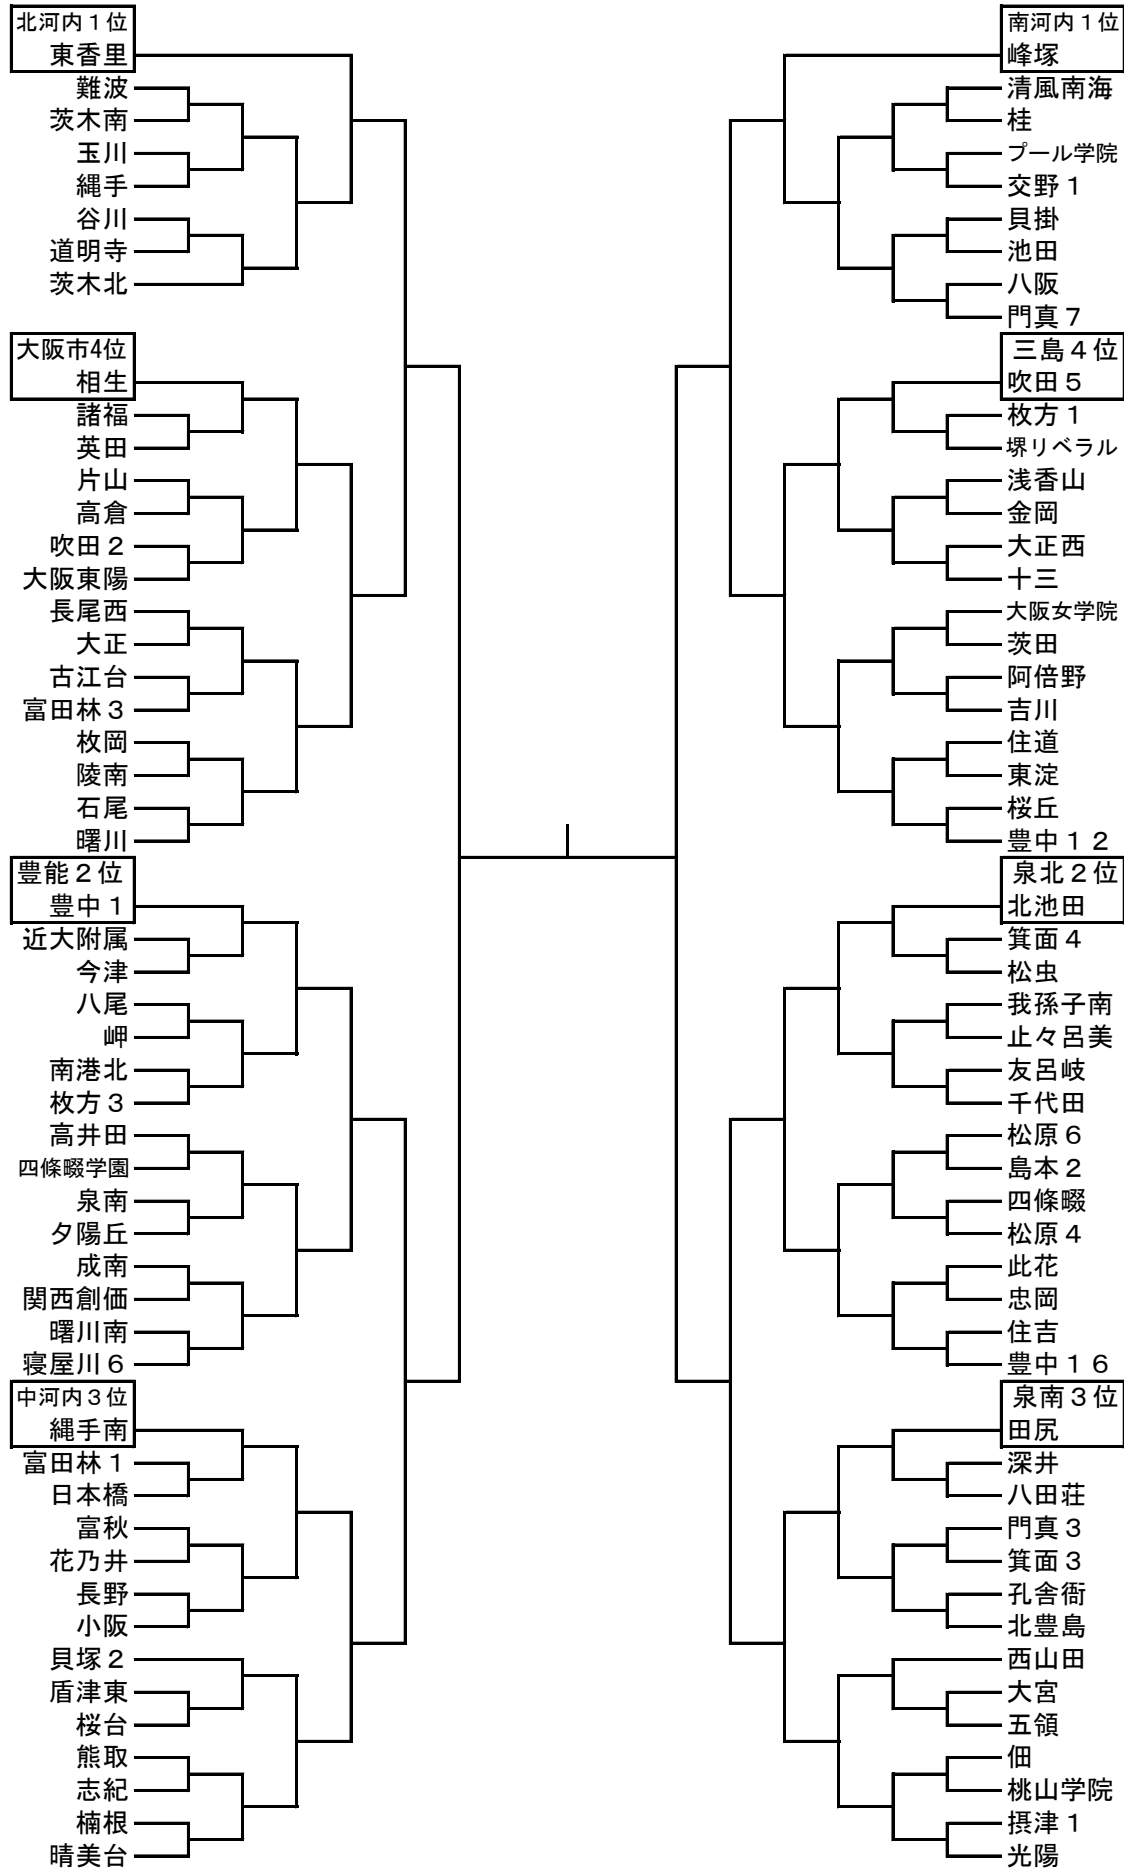 北河内１位
東香里
難波
茨木南
玉川
縄手
谷川
道明寺
茨木北
大阪市4位
相生
諸福
英田
片山
高倉
吹田２
大阪東陽
長尾西
大正
古江台
富田林３
枚岡
陵南
石尾
曙川
豊能２位
豊中１
近大附属
今津
八尾
岬
南港北
枚方３
高井田
四條畷学園
泉南
夕陽丘
成南
関西創価
曙川南
寝屋川６
中河内３位
縄手南
富田林１
日本橋
富秋
花乃井
長野
小阪
貝塚２
盾津東
桜台
熊取
志紀
楠根
晴美台
南河内１位
峰塚
清風南海
桂
プール学院
交野１
貝掛
池田
八阪
門真７
三島４位
吹田５
枚方１
堺リベラル
浅香山
金岡
大正西
十三
大阪女学院
茨田
阿倍野
吉川
住道
東淀
桜丘
豊中１２
泉北２位
北池田
箕面４
松虫
我孫子南
止々呂美
友呂岐
千代田
松原６
島本２
四條畷
松原４
此花
忠岡
住吉
豊中１６
泉南３位
田尻
深井
八田荘
門真３
箕面３
孔舎衙
北豊島
西山田
大宮
五領
佃
桃山学院
摂津１
光陽